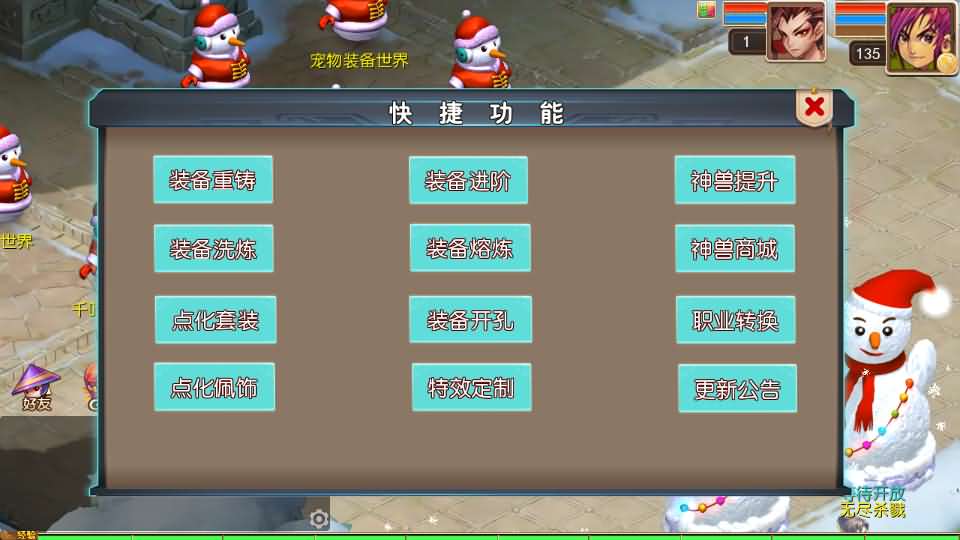 宠物装备世界
1
135
快捷功能
装备重铸
装备进阶
神兽提升
装备洗炼
装备熔炼
神兽商城
世界
点化套装
装备开孔
职业转换
点化佩饰
特效定制
更新公告
好友
等待开放
无尽杀戮
经验